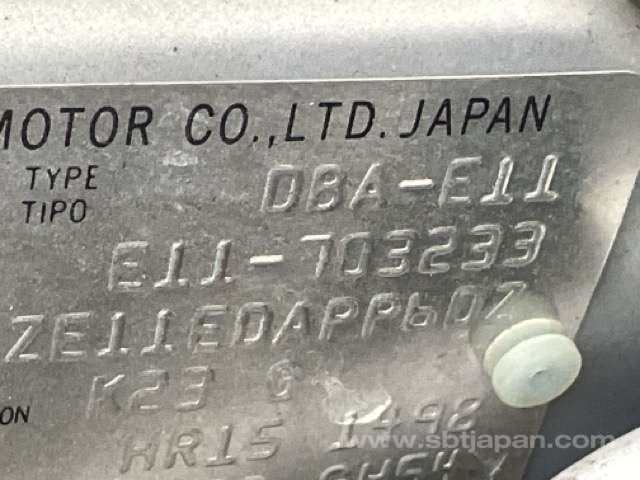 MOTOR CO., LTD. JAPAN
TYPE DBA-E11
TIPO
E11-703233
ZE11EDAPP6DZ
ON K23 G
HR15 1498
www.sbtjapan.com